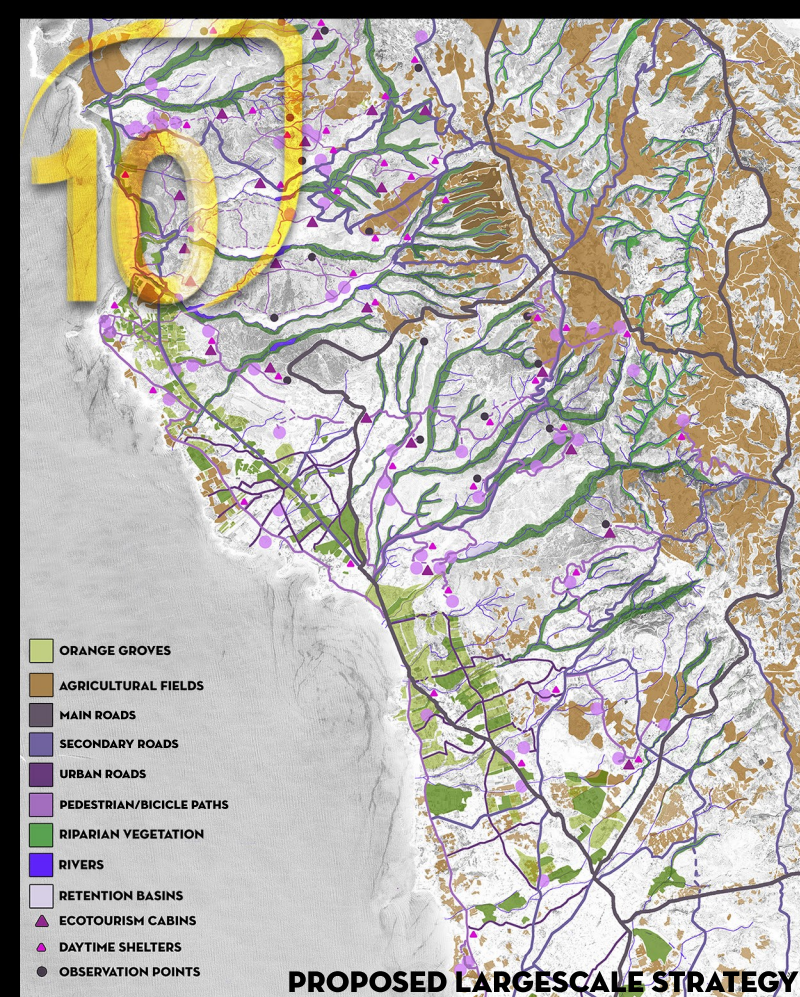 10
ORANGE GROVES
AGRICULTURAL FIELDS
MAIN ROADS
SECONDARY ROADS
URBAN ROADS
PEDESTRIAN/BICICLE PATHS
RIPARIAN VEGETATION
RIVERS
RETENTION BASINS
ECOTOURISM CABINS
DAYTIME SHELTERS
OBSERVATION POINTS
PROPOSED LARGESCALE STRATEGY